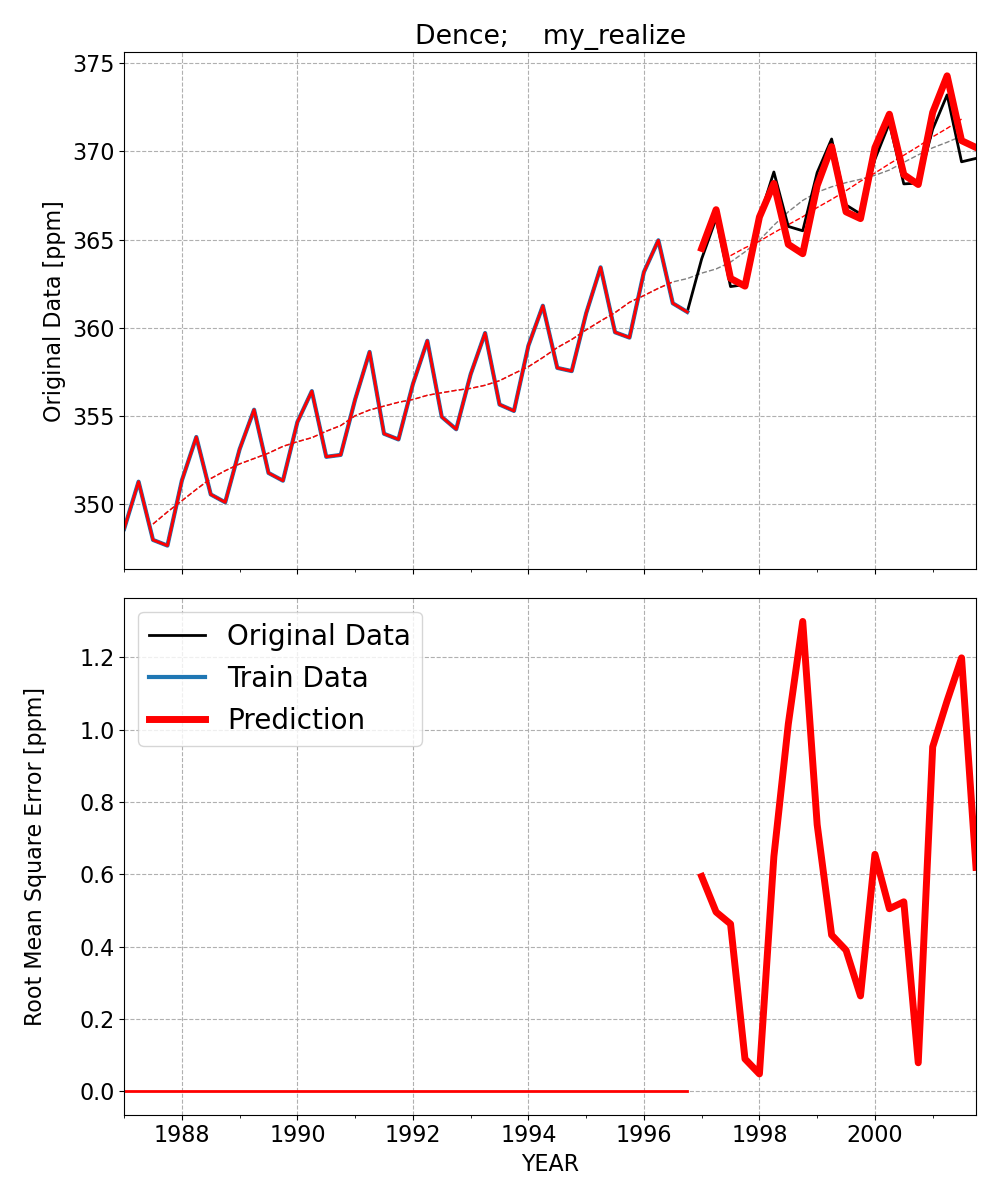 Dence;    my_realize
Original Data [ppm]
375
370
365
360
355
350
Root Mean Square Error [ppm]
1.2
1.0
0.8
0.6
0.4
0.2
0.0
Original Data
Train Data
Prediction
1988 1990 1992 1994 1996 1998 2000
YEAR